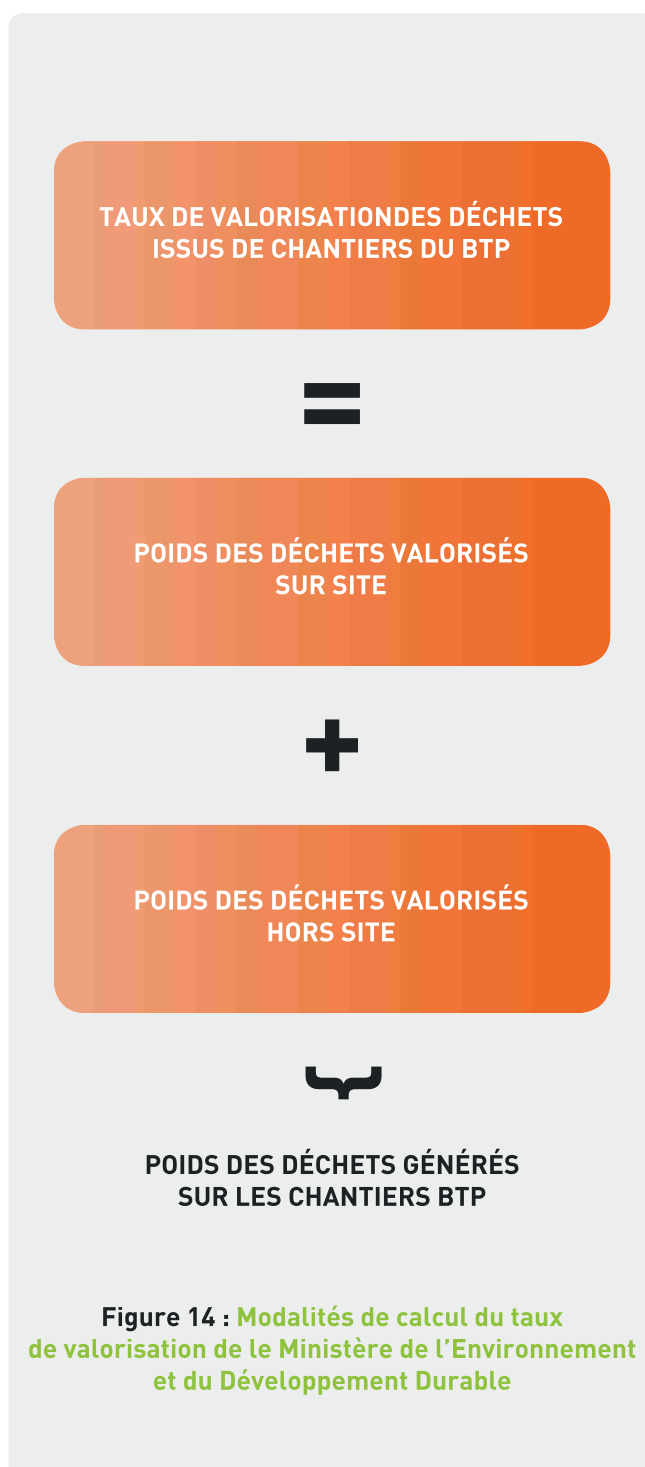 TAUX DE VALORISATIONDES DÉCHETS
ISSUS DE CHANTIERS DU BTP
=
POIDS DES DÉCHETS VALORISÉS
SUR SITE
+
POIDS DES DÉCHETS VALORISÉS
HORS SITE
}
POIDS DES DÉCHETS GÉNÉRÉS
SUR LES CHANTIERS BTP
Figure 14 : Modalités de calcul du taux
de valorisation de le Ministère de l’Environnement
et du Développement Durable